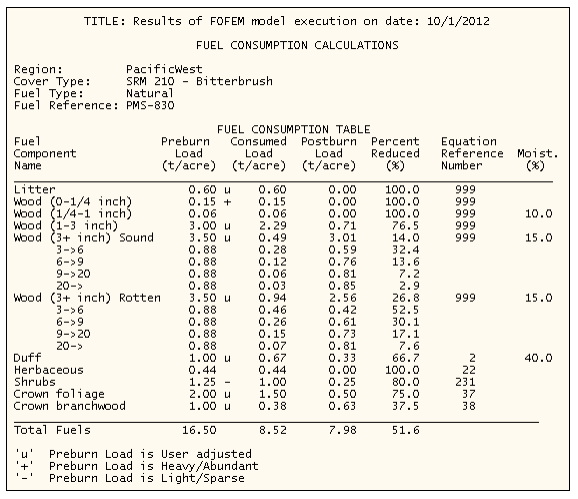 TITLE: Results of FOFEM model execution on date: 10/1/2012
FUEL CONSUMPTION CALCULATIONS
Region: PacificWest
Cover Type: SRM 210 - Bitterbrush
Fuel Type: Natural
Fuel Reference: PMS-830
FUEL CONSUMPTION TABLE
Fuel Preburn Consumed Postburn Percent Equation
Component Load Load Load Reduced Reference Moist.
Name (t/acre) (t/acre) (t/acre) (%) Number (%)
Litter 0.60 u 0.60 0.00 100.0 999
Wood (0-1/4 inch) 0.15 + 0.15 0.00 100.0 999
Wood (1/4-1 inch) 0.06 0.06 0.00 100.0 999 10.0
Wood (1-3 inch) 3.00 u 2.29 0.71 76.5 999
Wood (3+ inch) Sound 3.50 u 0.49 3.01 14.0 999 15.0
3->6 0.88 0.28 0.59 32.4
6->9 0.88 0.12 0.76 13.6
9->20 0.88 0.06 0.81 7.2
20-> 0.88 0.03 0.85 2.9
Wood (3+ inch) Rotten 3.50 u 0.94 2.56 26.8 999 15.0
3->6 0.88 0.46 0.42 52.5
6->9 0.88 0.26 0.61 30.1
9->20 0.88 0.15 0.73 17.1
20-> 0.88 0.07 0.81 7.6
Duff 1.00 u 0.67 0.33 66.7 2 40.0
Herbaceous 0.44 0.44 0.00 100.0 22
Shrubs 1.25 - 1.00 0.25 80.0 231
Crown foliage 2.00 u 1.50 0.50 75.0 37
Crown branchwood 1.00 u 0.38 0.63 37.5 38
Total Fuels 16.50 8.52 7.98 51.6
'u' Preburn Load is User adjusted
'+' Preburn Load is Heavy/Abundant
'-' Preburn Load is Light/Sparse